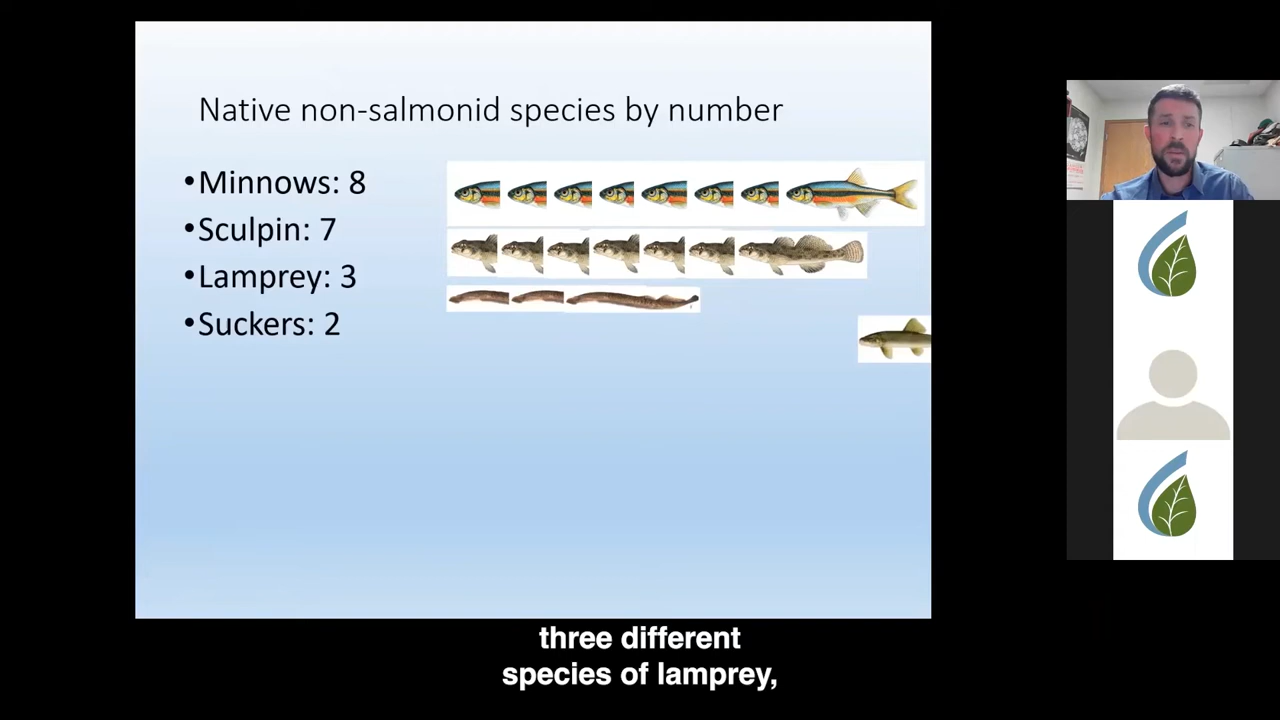 Native non-salmonid species by number
•Minnows: 8
•Sculpin: 7
•Lamprey: 3
•Suckers: 2
three different
species of lamprey,